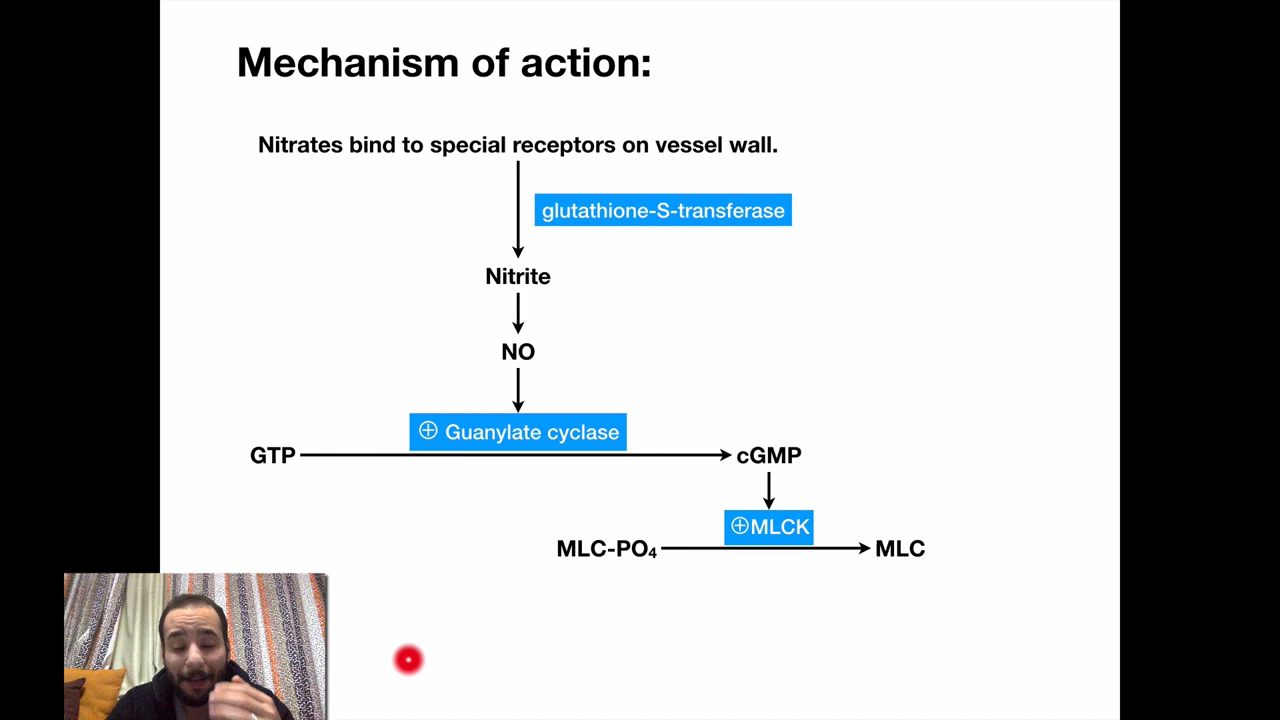 Mechanism of action:
Nitrates bind to special receptors on vessel wall.
glutathione-S-transferase
Nitrite
NO
⊕ Guanylate cyclase
GTP
cGMP
⊕MLCK
MLC-PO₄
MLC